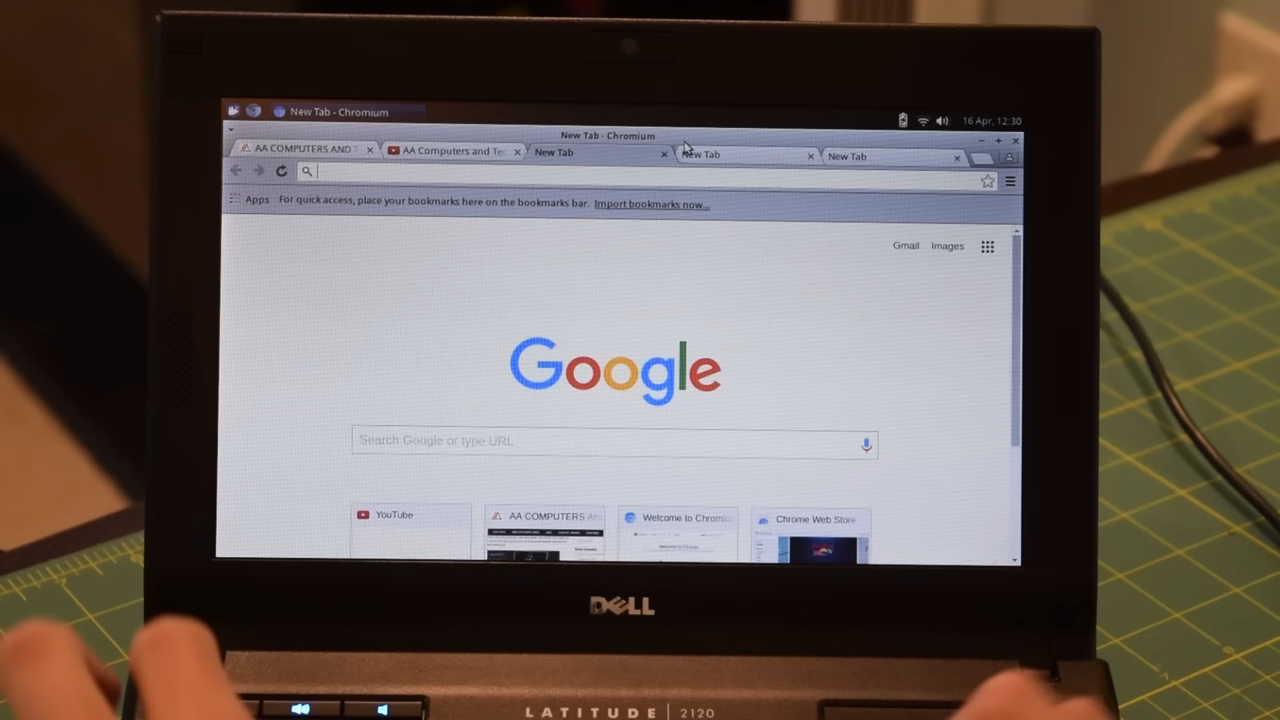 New Tab - Chromium
16 Apr, 12:30
New Tab - Chromium
AA COMPUTERS AND
AA Computers and Te
New Tab
New Tab
New Tab
Apps For quick access, place your bookmarks here on the bookmarks bar. Import bookmarks now...
Gmail Images
Google
Search Google or type URL
YouTube
AA COMPUTERS AN
Welcome to Chromiu
Chrome Web Store
DELL
LATITUDE | 2120